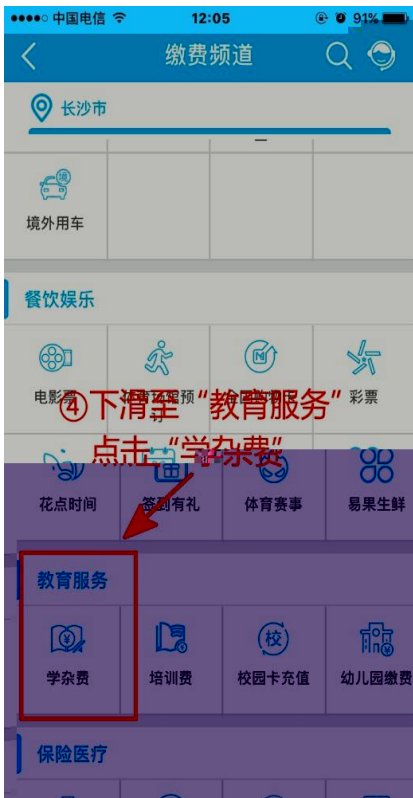 中国电信 12:05 91%
缴费频道
长沙市
境外用车
餐饮娱乐
电影票 彩票
④下滑至“教育服务”
点击“学杂费”
花点时间 签到有礼 体育赛事 易果生鲜
教育服务
学杂费 培训费 校园卡充值 幼儿园缴费
保险医疗